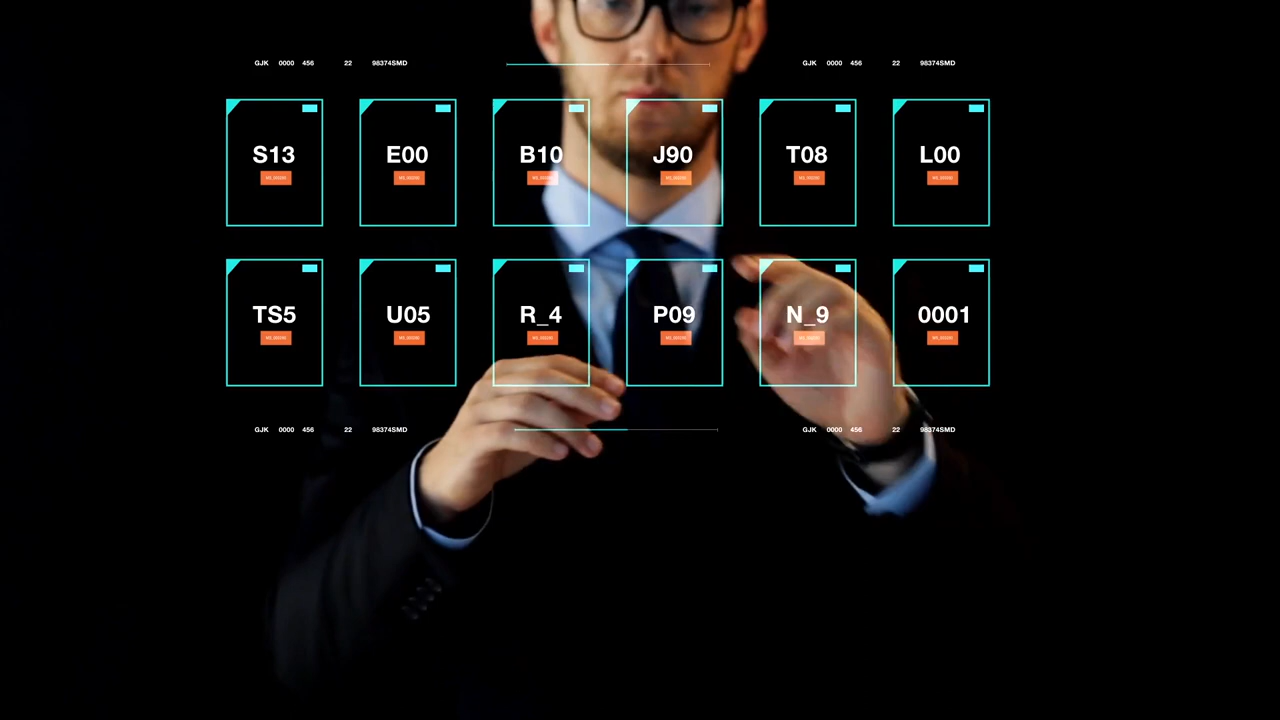 GJK 0000 456 22 98374SMD GJK 0000 456 22 98374SMD
S13 E00 B10 J90 T08 L00
TS5 U05 R_4 P09 N_9 0001
GJK 0000 456 22 98374SMD GJK 0000 456 22 98374SMD